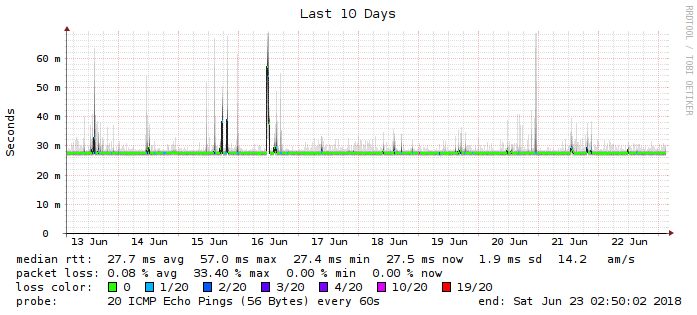 Last 10 Days
RRDTOOL / TOBI OETIKER
Seconds
60 m
50 m
40 m
30 m
20 m
10 m
0
13 Jun 14 Jun 15 Jun 16 Jun 17 Jun 18 Jun 19 Jun 20 Jun 21 Jun 22 Jun
median rtt: 27.7 ms avg 57.0 ms max 27.4 ms min 27.5 ms now 1.9 ms sd 14.2 am/s
packet loss: 0.08 % avg 33.40 % max 0.00 % min 0.00 % now
loss color: 0 1/20 2/20 3/20 4/20 10/20 19/20
probe: 20 ICMP Echo Pings (56 Bytes) every 60s end: Sat Jun 23 02:50:02 2018